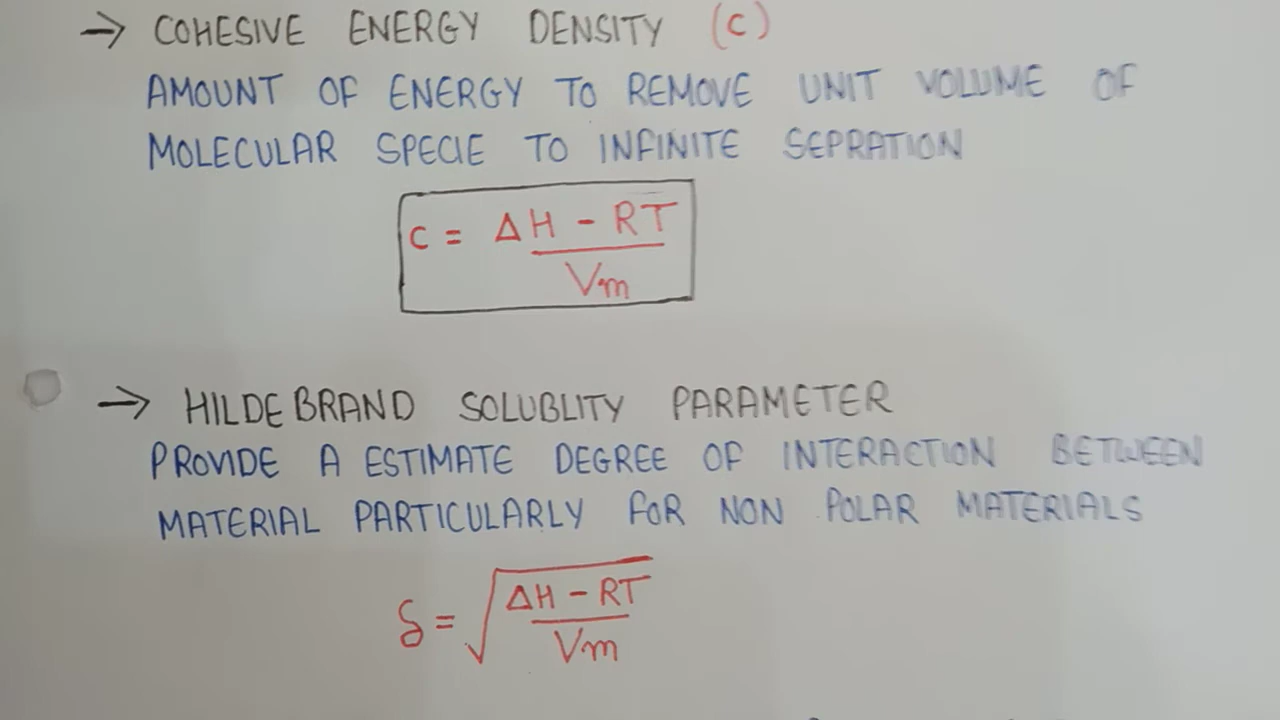 → COHESIVE ENERGY DENSITY (C)
AMOUNT OF ENERGY TO REMOVE UNIT VOLUME OF
MOLECULAR SPECIE TO INFINITE SEPRATION
C = ΔH - RT
Vm
→ HILDEBRAND SOLUBLITY PARAMETER
PROVIDE A ESTIMATE DEGREE OF INTERACTION BETWEEN
MATERIAL PARTICULARLY FOR NON POLAR MATERIALS
δ = √ ΔH - RT
Vm